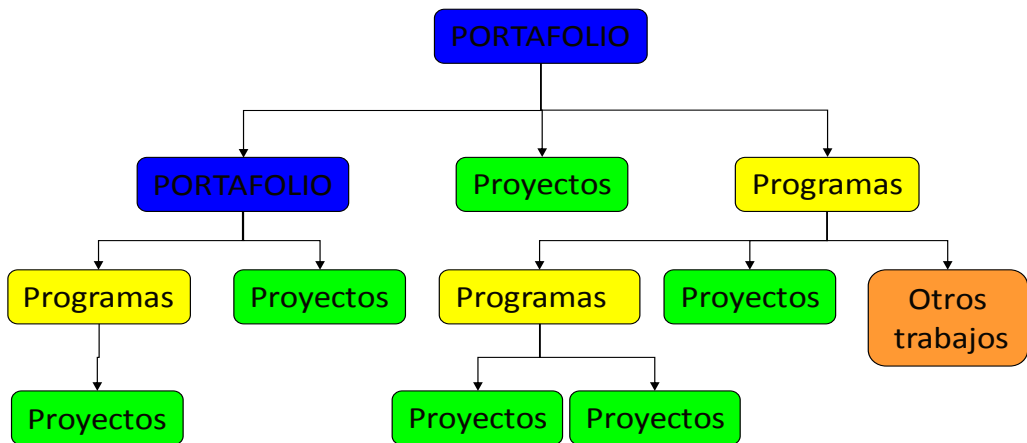 PORTAFOLIO
PORTAFOLIO
Proyectos
Programas
Programas
Proyectos
Programas
Proyectos
Otros
trabajos
Proyectos
Proyectos
Proyectos